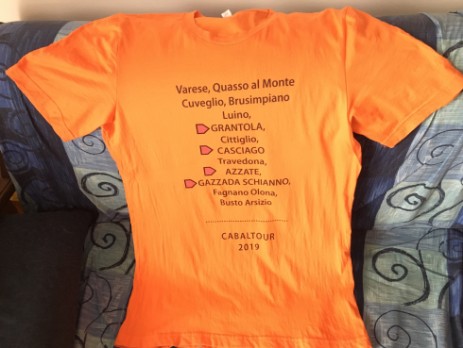 Varese, Quasso al Monte
Cuveglio, Brusimpiano
Luino,
GRANTOLA,
Cittiglio,
CASCIAGO
Travedona,
AZZATE,
GAZZADA SCHIANNO,
Fagnano Olona,
Busto Arsizio
CABALTOUR
2019